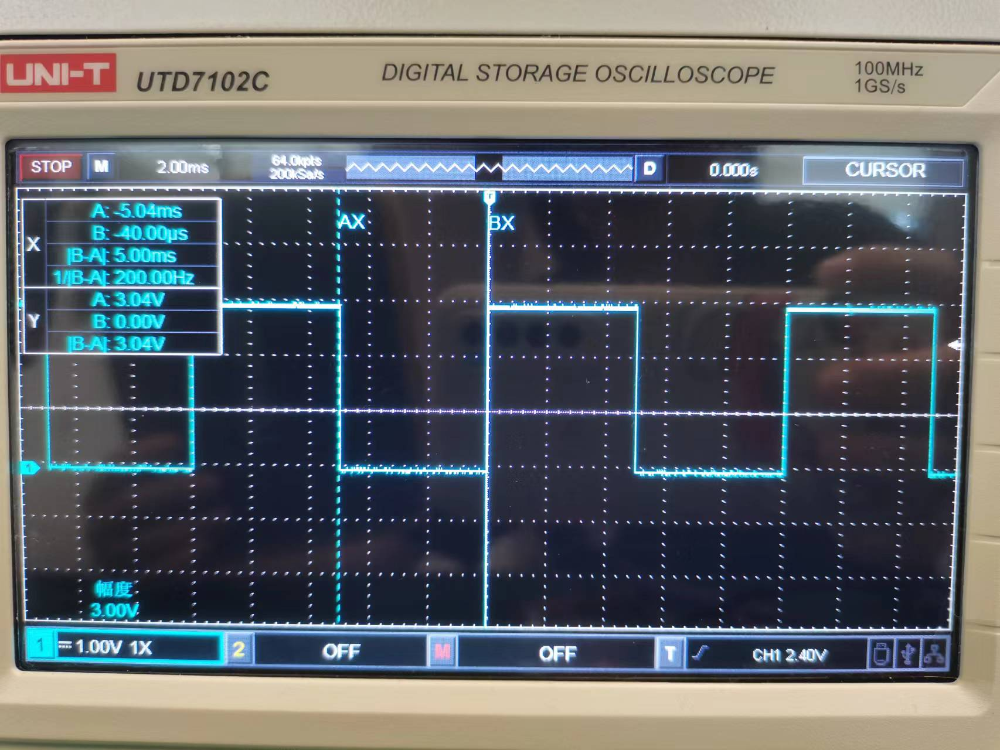 UNI-T UTD7102C DIGITAL STORAGE OSCILLOSCOPE 100MHz
1GS/s
STOP M 2.00ms 64.0kpts
200kSa/s
D 0.000s CURSOR
X
A: -5.04ms
B: -40.00µs
|B-A|: 5.00ms
1/|B-A|: 200.00Hz
Y
A: 3.04V
B: 0.00V
|B-A|: 3.04V
AX
T
BX
1
幅度
3.00V
1 1.00V 1X 2 OFF M OFF T CH1 2.40V